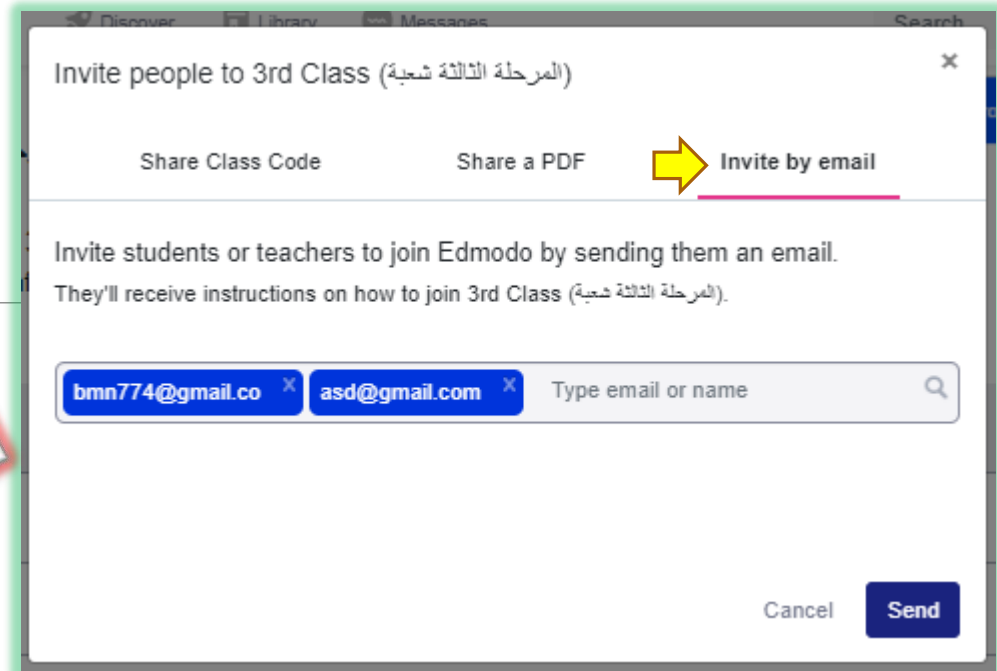 Discover Library Messages Search
Invite people to 3rd Class (المرحلة الثالثة شعبة) ×
Share Class Code Share a PDF Invite by email
Invite students or teachers to join Edmodo by sending them an email.
They'll receive instructions on how to join 3rd Class (المرحلة الثالثة شعبة).
bmn774@gmail.co x asd@gmail.com x Type email or name
Cancel Send